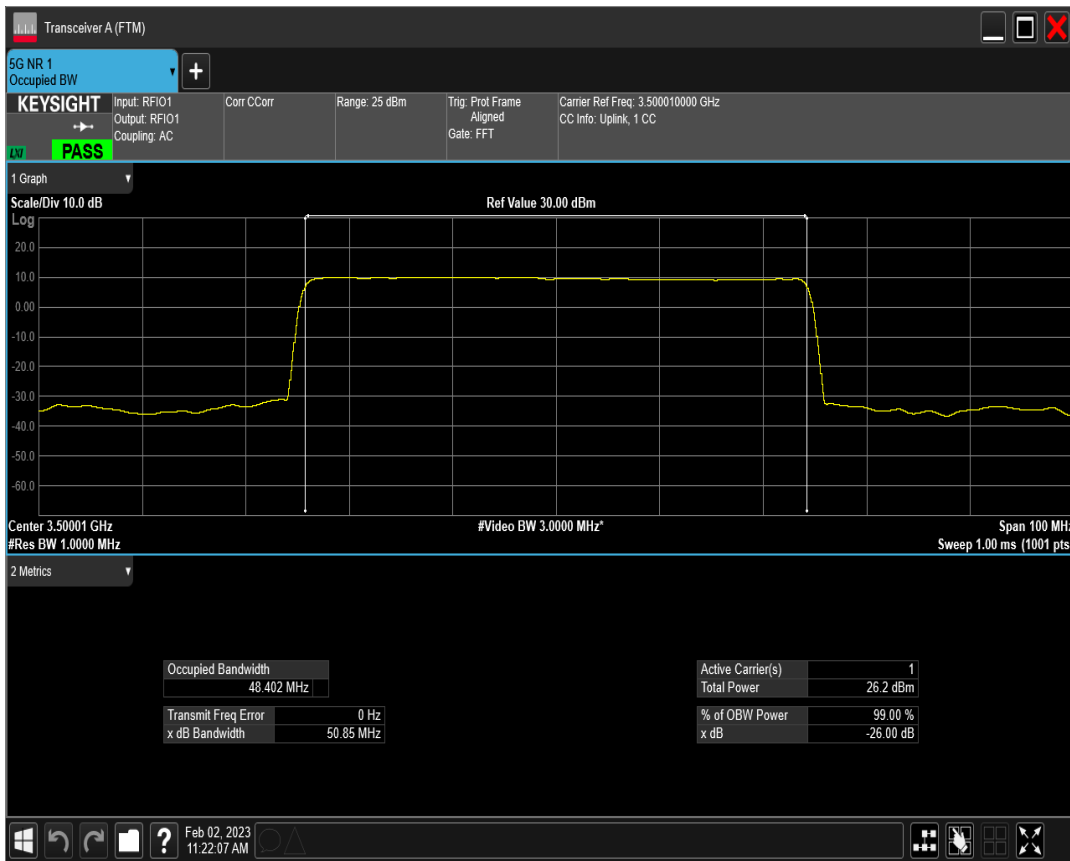 Transceiver A (FTM)
5G NR 1
Occupied BW
+
KEYSIGHT
LXI
PASS
Input: RFIO1
Output: RFIO1
Coupling: AC
Corr CCorr
Range: 25 dBm
Trig: Prot Frame
Aligned
Gate: FFT
Carrier Ref Freq: 3.500010000 GHz
CC Info: Uplink, 1 CC
1 Graph
Scale/Div 10.0 dB
Ref Value 30.00 dBm
Log
20.0
10.0
0.00
-10.0
-20.0
-30.0
-40.0
-50.0
-60.0
Center 3.50001 GHz
#Video BW 3.0000 MHz*
Span 100 MHz
#Res BW 1.0000 MHz
Sweep 1.00 ms (1001 pts
2 Metrics
Occupied Bandwidth
48.402 MHz
Transmit Freq Error 0 Hz
x dB Bandwidth 50.85 MHz
Active Carrier(s) 1
Total Power 26.2 dBm
% of OBW Power 99.00 %
x dB -26.00 dB
?
Feb 02, 2023
11:22:07 AM